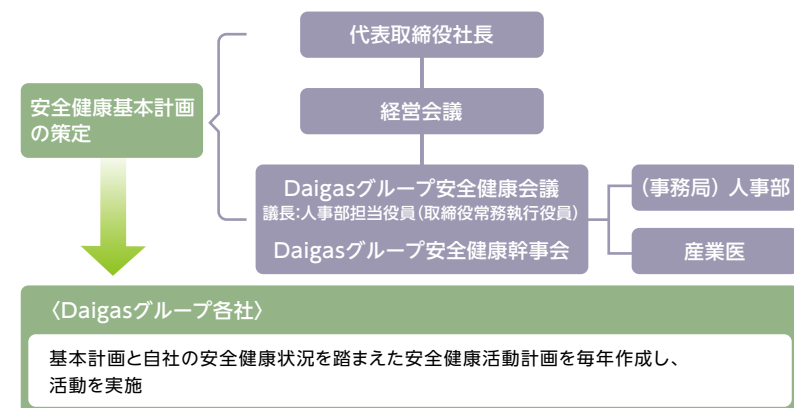 代表取締役社長
安全健康基本計画
の策定
経営会議
Daigasグループ安全健康会議
議長:人事部担当役員(取締役常務執行役員)
Daigasグループ安全健康幹事会
(事務局)人事部
産業医
〈Daigasグループ各社〉
基本計画と自社の安全健康状況を踏まえた安全健康活動計画を毎年作成し、
活動を実施